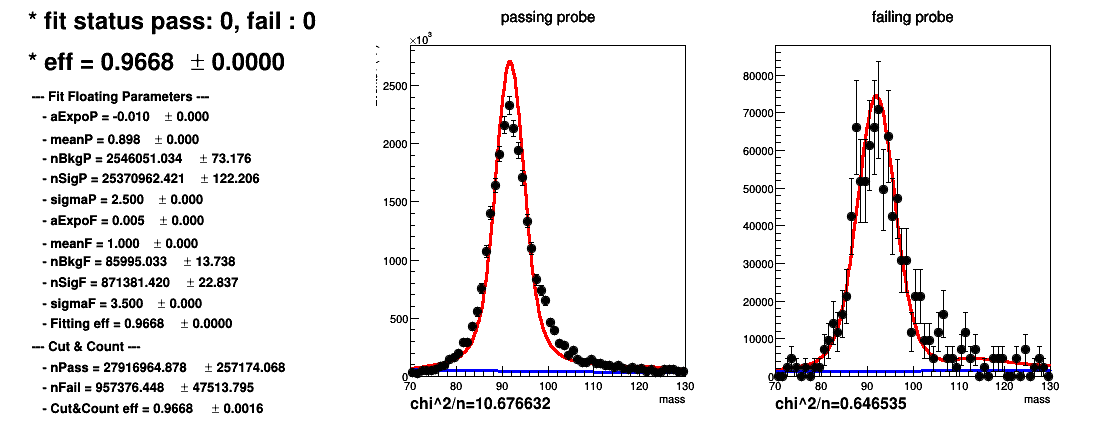 * fit status pass: 0, fail : 0
* eff = 0.9668 ± 0.0000
--- Fit Floating Parameters ---
- aExpoP = -0.010 ± 0.000
- meanP = 0.898 ± 0.000
- nBkgP = 2546051.034 ± 73.176
- nSigP = 25370962.421 ± 122.206
- sigmaP = 2.500 ± 0.000
- aExpoF = 0.005 ± 0.000
- meanF = 1.000 ± 0.000
- nBkgF = 85995.033 ± 13.738
- nSigF = 871381.420 ± 22.837
- sigmaF = 3.500 ± 0.000
- Fitting eff = 0.9668 ± 0.0000
--- Cut & Count ---
- nPass = 27916964.878 ± 257174.068
- nFail = 957376.448 ± 47513.795
- Cut&Count eff = 0.9668 ± 0.0016
passing probe
×10³
2500
2000
1500
1000
500
0
70 80 90 100 110 120 130
mass
chi^2/n=10.676632
failing probe
80000
70000
60000
50000
40000
30000
20000
10000
0
70 80 90 100 110 120 130
mass
chi^2/n=0.646535